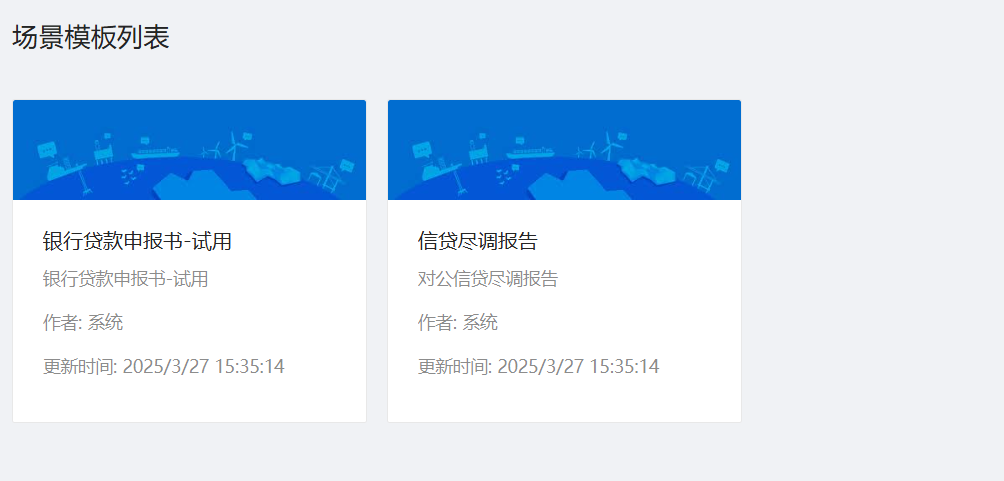 场景模板列表
银行贷款申报书-试用
银行贷款申报书-试用
作者: 系统
更新时间: 2025/3/27 15:35:14
信贷尽调报告
对公信贷尽调报告
作者: 系统
更新时间: 2025/3/27 15:35:14